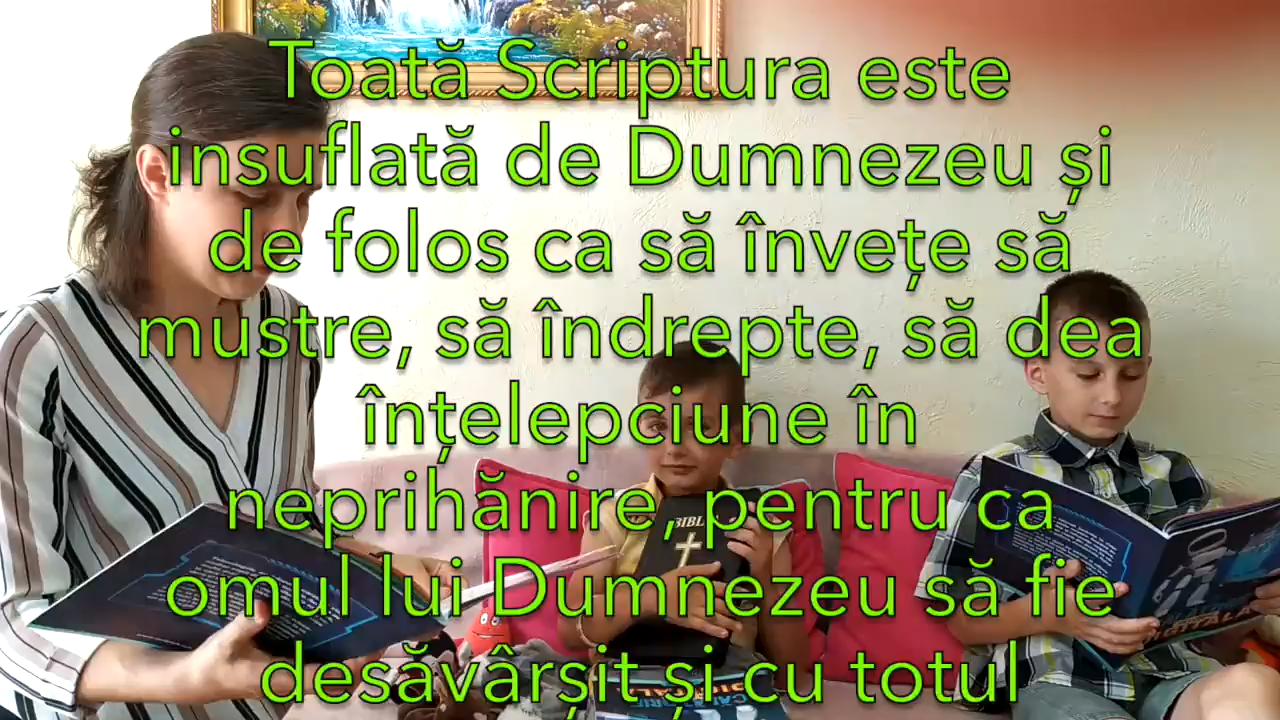 Toată Scriptura este
insuflată de Dumnezeu și
de folos ca să învețe să
mustre, să îndrepte, să dea
înțelepciune în
neprihănire, pentru ca
omul lui Dumnezeu să fie
desăvârșit și cu totul
BIBL